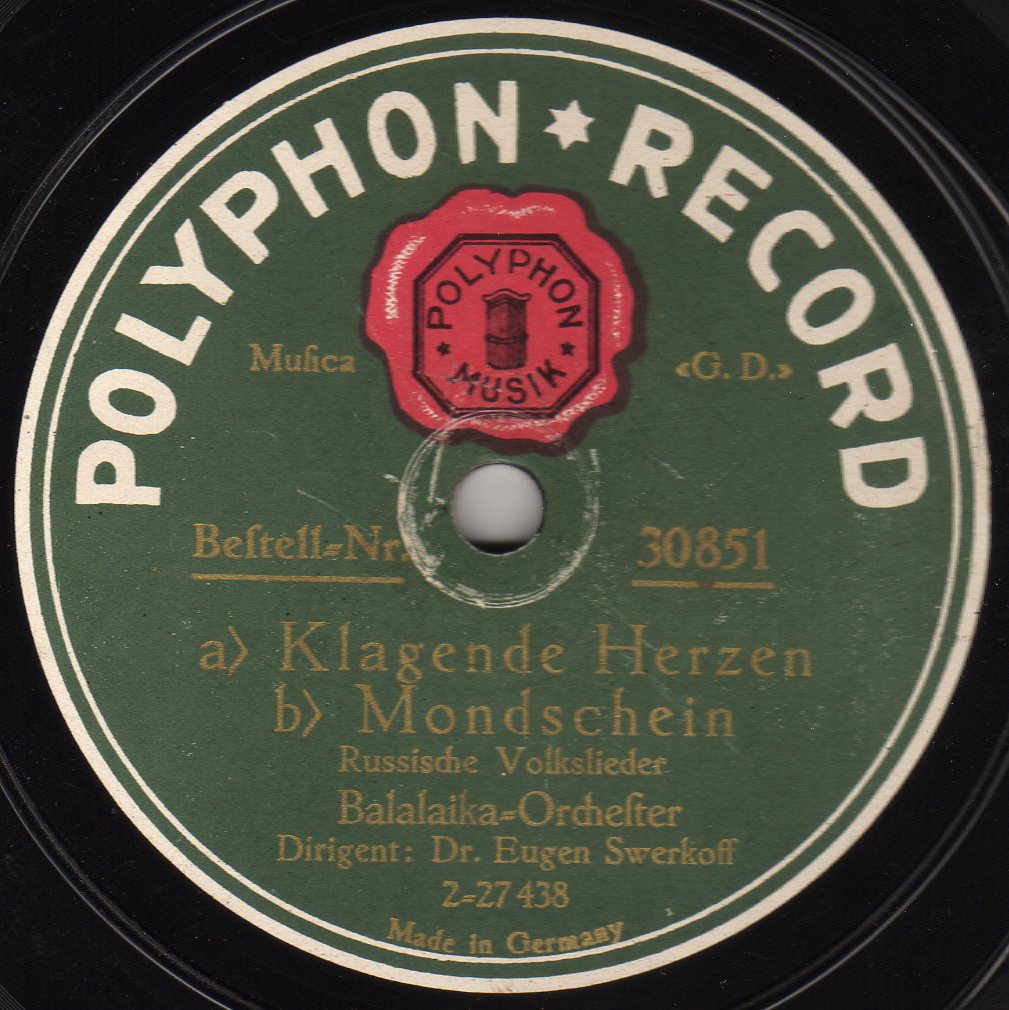 POLYPHON ★ RECORD
POLYPHON
★ MUSIK ★
Muſica «G. D.»
Beſtell=Nr. 30851
a) Klagende Herzen
b) Mondschein
Russische Volkslieder
Balalaika=Orcheſter
Dirigent: Dr. Eugen Swerkoff
2=27438
Made in Germany